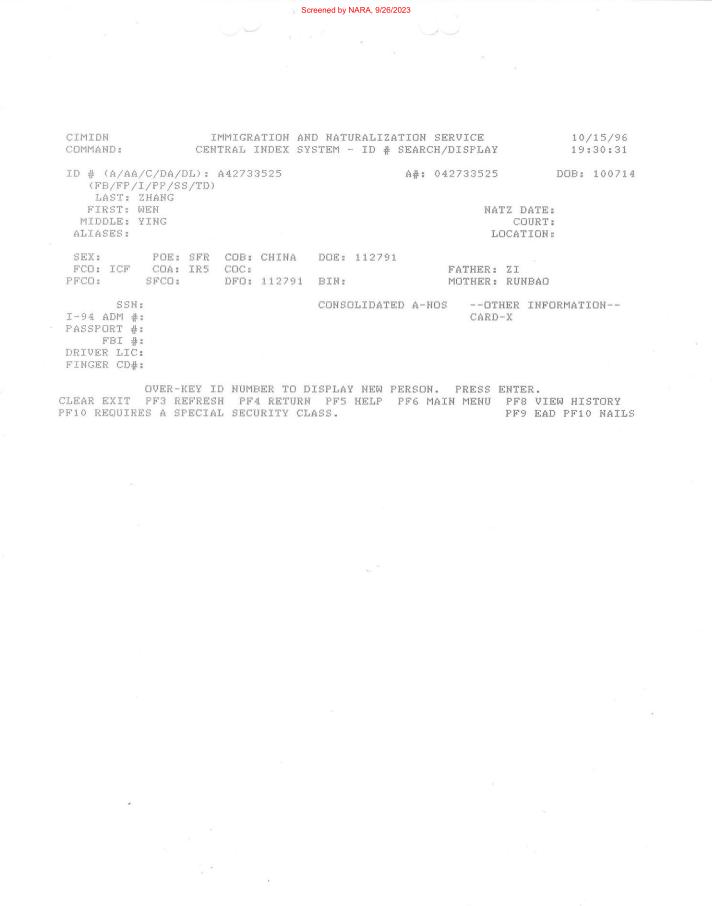 Screened by NARA, 9/26/2023
CIMIDN IMMIGRATION AND NATURALIZATION SERVICE 10/15/96
COMMAND: CENTRAL INDEX SYSTEM - ID # SEARCH/DISPLAY 19:30:31
ID # (A/AA/C/DA/DL): A42733525 A#: 042733525 DOB: 100714
(FB/FP/I/PP/SS/TD)
LAST: ZHANG
FIRST: WEN NATZ DATE:
MIDDLE: YING COURT:
ALIASES: LOCATION:
SEX: POE: SFR COB: CHINA DOE: 112791
FCO: ICF COA: IR5 COC: FATHER: ZI
PFCO: SFCO: DFO: 112791 BIN: MOTHER: RUNBAO
SSN: CONSOLIDATED A-NOS --OTHER INFORMATION--
I-94 ADM #: CARD-X
PASSPORT #:
FBI #:
DRIVER LIC:
FINGER CD#:
OVER-KEY ID NUMBER TO DISPLAY NEW PERSON. PRESS ENTER.
CLEAR EXIT PF3 REFRESH PF4 RETURN PF5 HELP PF6 MAIN MENU PF8 VIEW HISTORY
PF10 REQUIRES A SPECIAL SECURITY CLASS. PF9 EAD PF10 NAILS